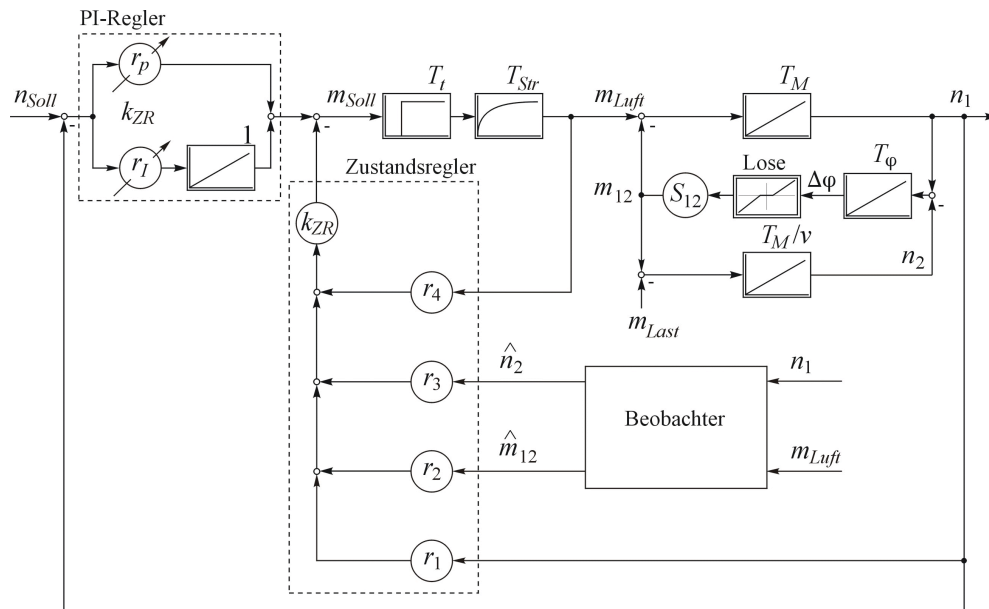 PI-Regler
r_p
n_Soll
k_ZR
-
r_I
1
m_Soll
-
T_t
T_Str
m_Luft
-
T_M
n_1
Zustandsregler
k_ZR
m_12
S_12
Lose
Δφ
T_φ
-
T_M/v
n_2
-
m_Last
r_4
r_3
n̂_2
n_1
Beobachter
r_2
m̂_12
m_Luft
r_1